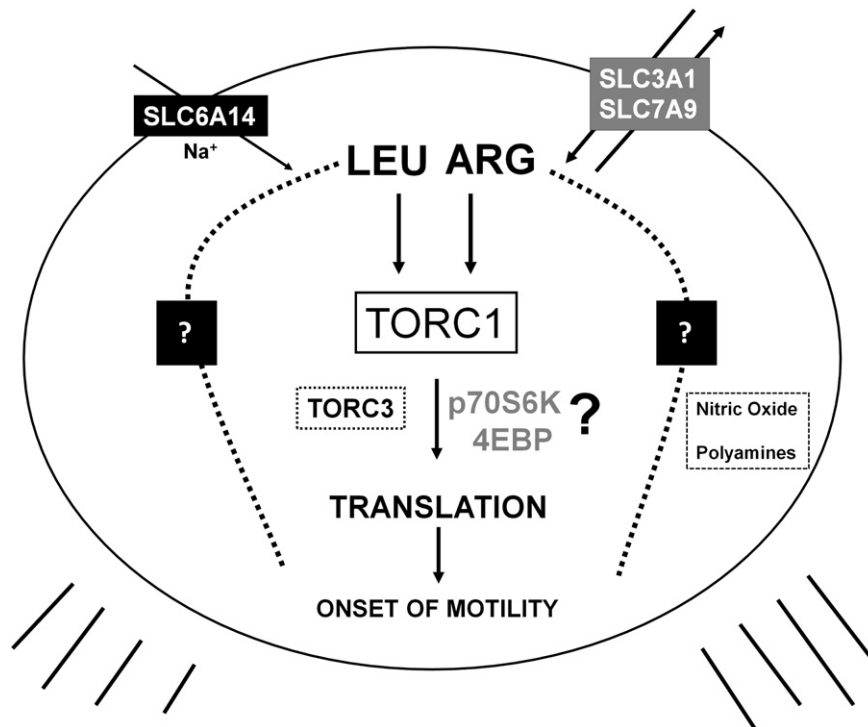 SLC6A14
Na⁺
SLC3A1
SLC7A9
LEU ARG
TORC1
?
?
TORC3
p70S6K
4EBP
?
Nitric Oxide
Polyamines
TRANSLATION
ONSET OF MOTILITY